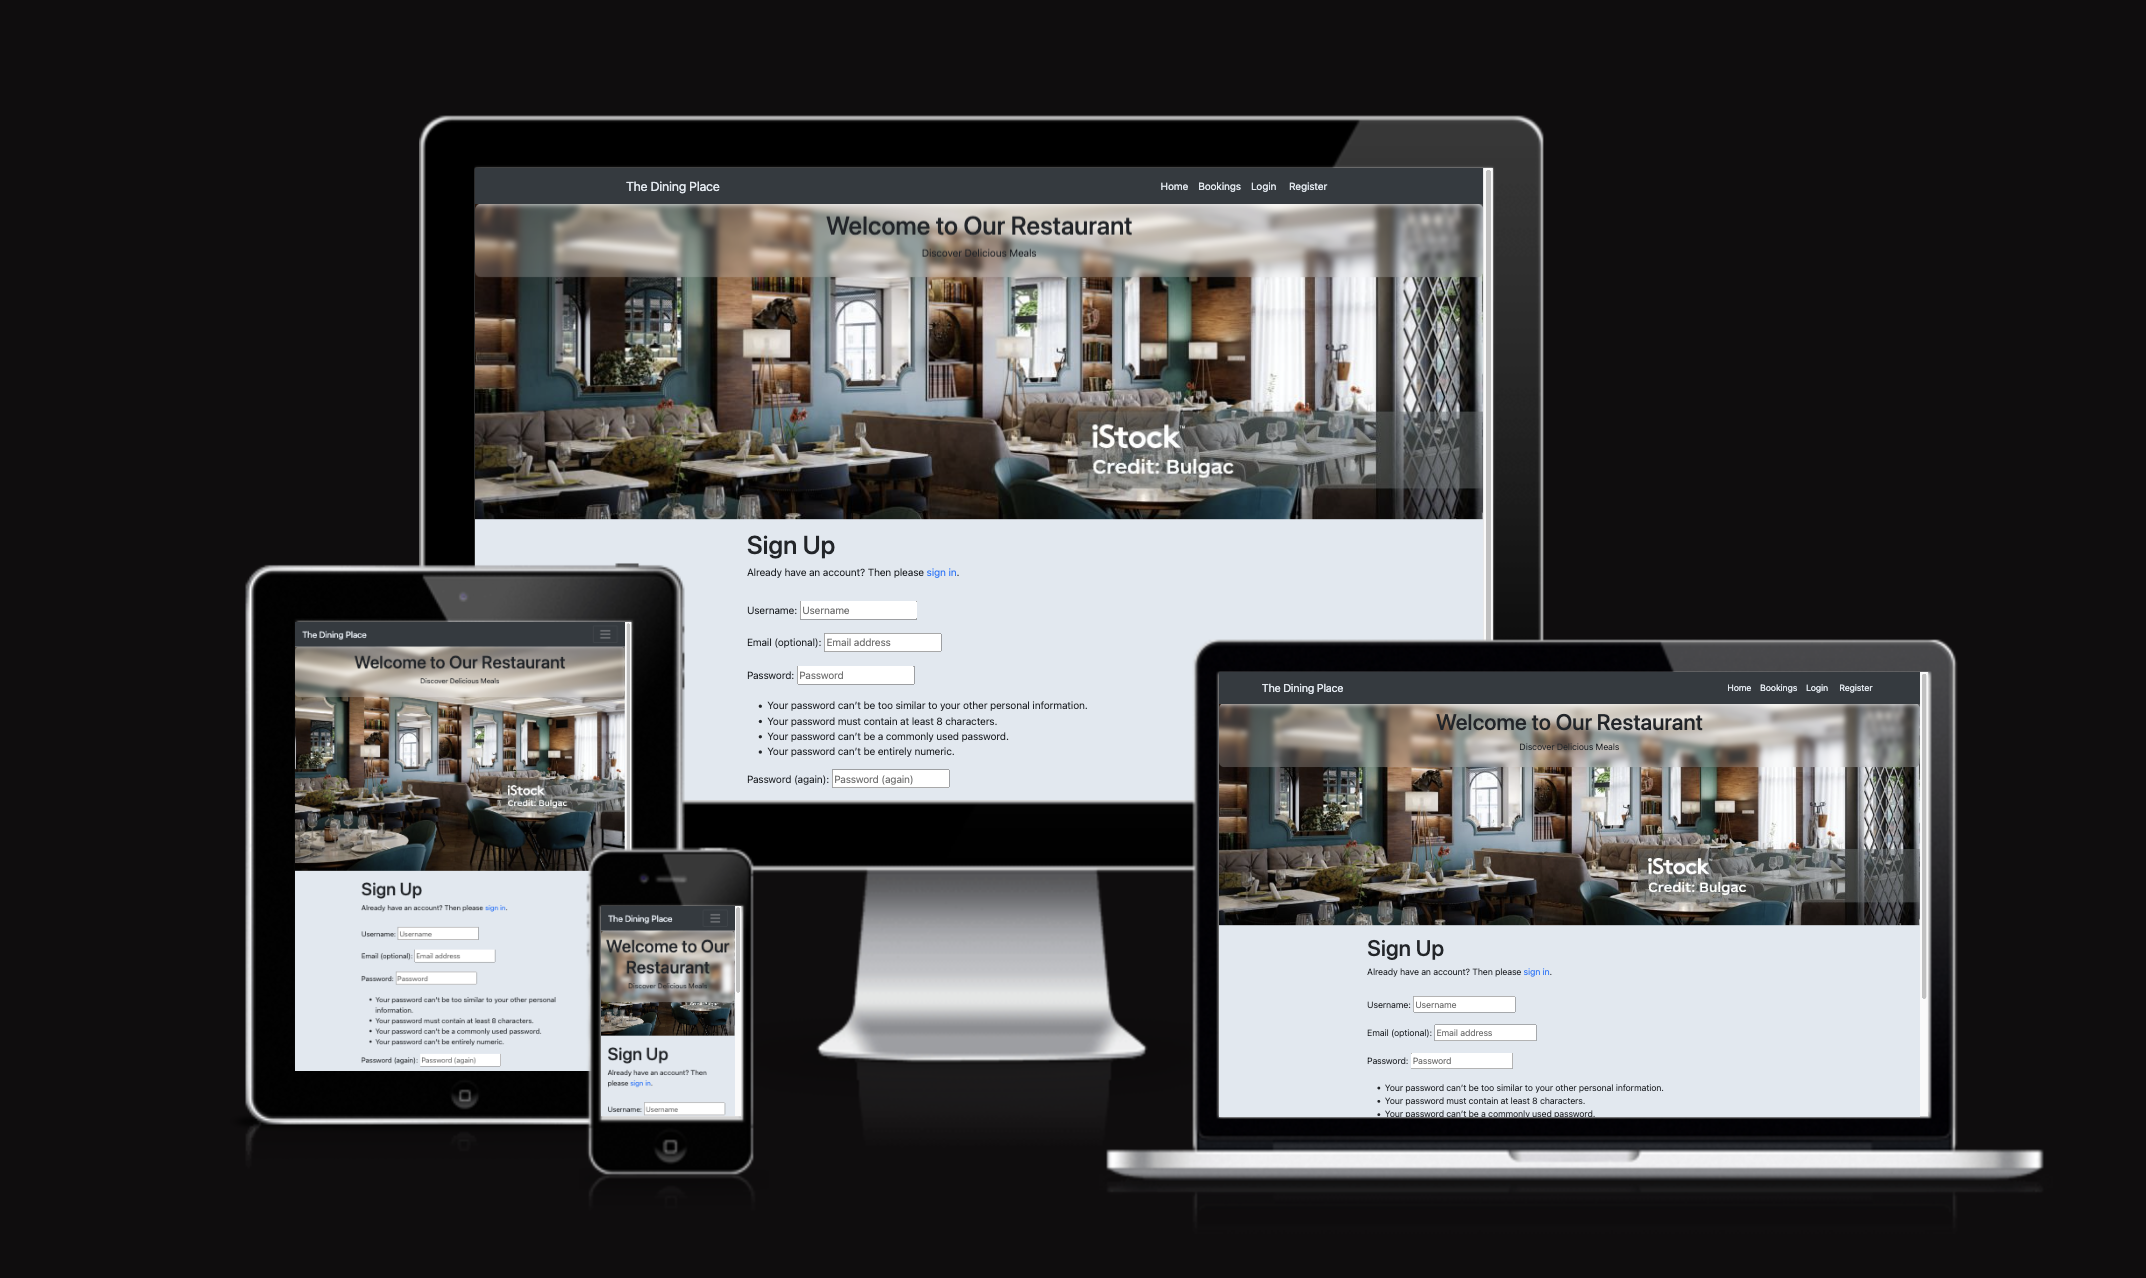 The Dining Place
Home Bookings Login Register
Welcome to Our Restaurant
Discover Delicious Meals
iStock™
Credit: Bulgac
Sign Up
Already have an account? Then please sign in.
Username: Username
Email (optional): Email address
Password: Password
• Your password can't be too similar to your other personal information.
• Your password must contain at least 8 characters.
• Your password can't be a commonly used password.
• Your password can't be entirely numeric.
Password (again): Password (again)
The Dining Place
Welcome to Our Restaurant
Discover Delicious Meals
iStock
Credit: Bulgac
Sign Up
Already have an account? Then please sign in.
Username: Username
Email (optional): Email address
Password: Password
• Your password can't be too similar to your other personal
information.
• Your password must contain at least 8 characters.
• Your password can't be a commonly used password.
• Your password can't be entirely numeric.
Password (again): Password (again)
The Dining Place
Welcome to Our
Restaurant
Discover Delicious Meals
Sign Up
Already have an account? Then
please sign in.
Username: Username
The Dining Place
Home Bookings Login Register
Welcome to Our Restaurant
Discover Delicious Meals
iStock
Credit: Bulgac
Sign Up
Already have an account? Then please sign in.
Username: Username
Email (optional): Email address
Password: Password
• Your password can't be too similar to your other personal information.
• Your password must contain at least 8 characters.
• Your password can't be a commonly used password.